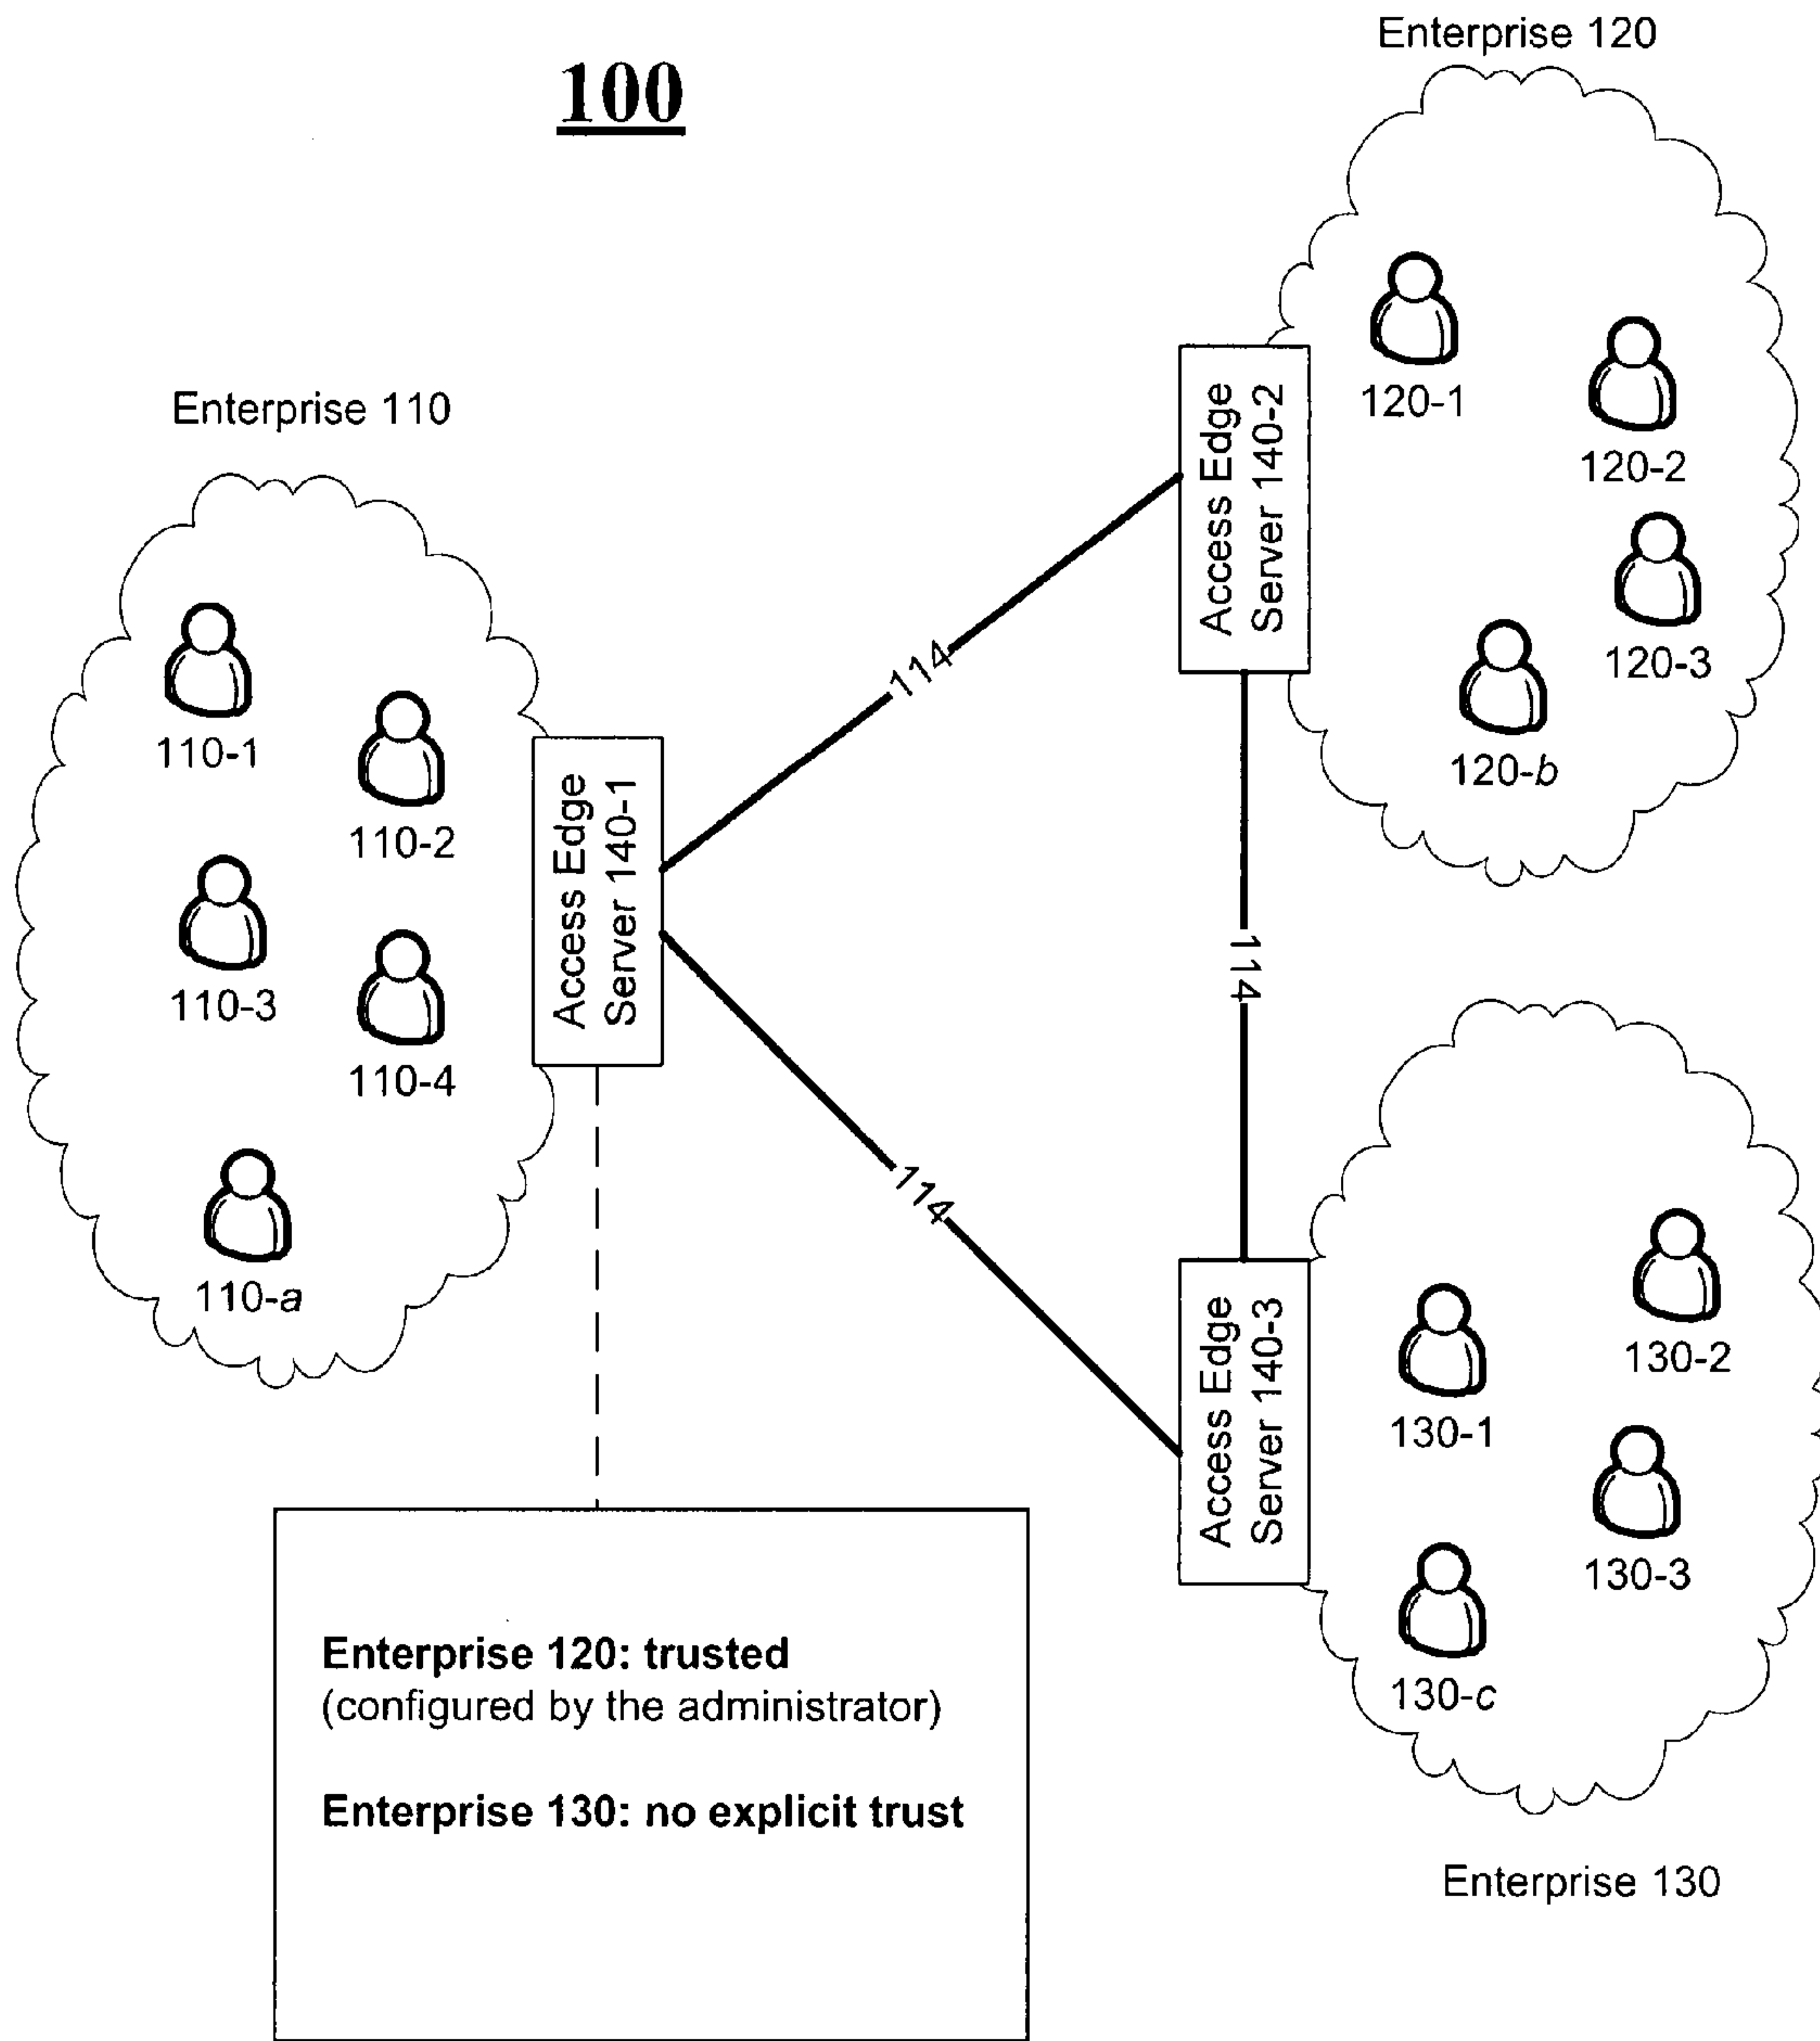 100
Enterprise 120
120-1
120-2
120-3
120-b
Access Edge
Server 140-2
Enterprise 110
110-1
110-2
110-3
110-4
110-a
Access Edge
Server 140-1
114
114
114
Access Edge
Server 140-3
130-1
130-2
130-3
130-c
Enterprise 130
Enterprise 120: trusted
(configured by the administrator)
Enterprise 130: no explicit trust